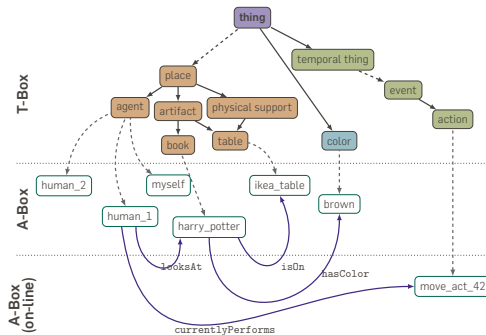 thing
temporal thing
place
event
agent
artifact
physical support
action
book
table
color
T-Box
human_2
myself
ikea_table
brown
human_1
harry_potter
A-Box
looksAt
isOn
hasColor
move_act_42
currentlyPerforms
A-Box
(on-line)